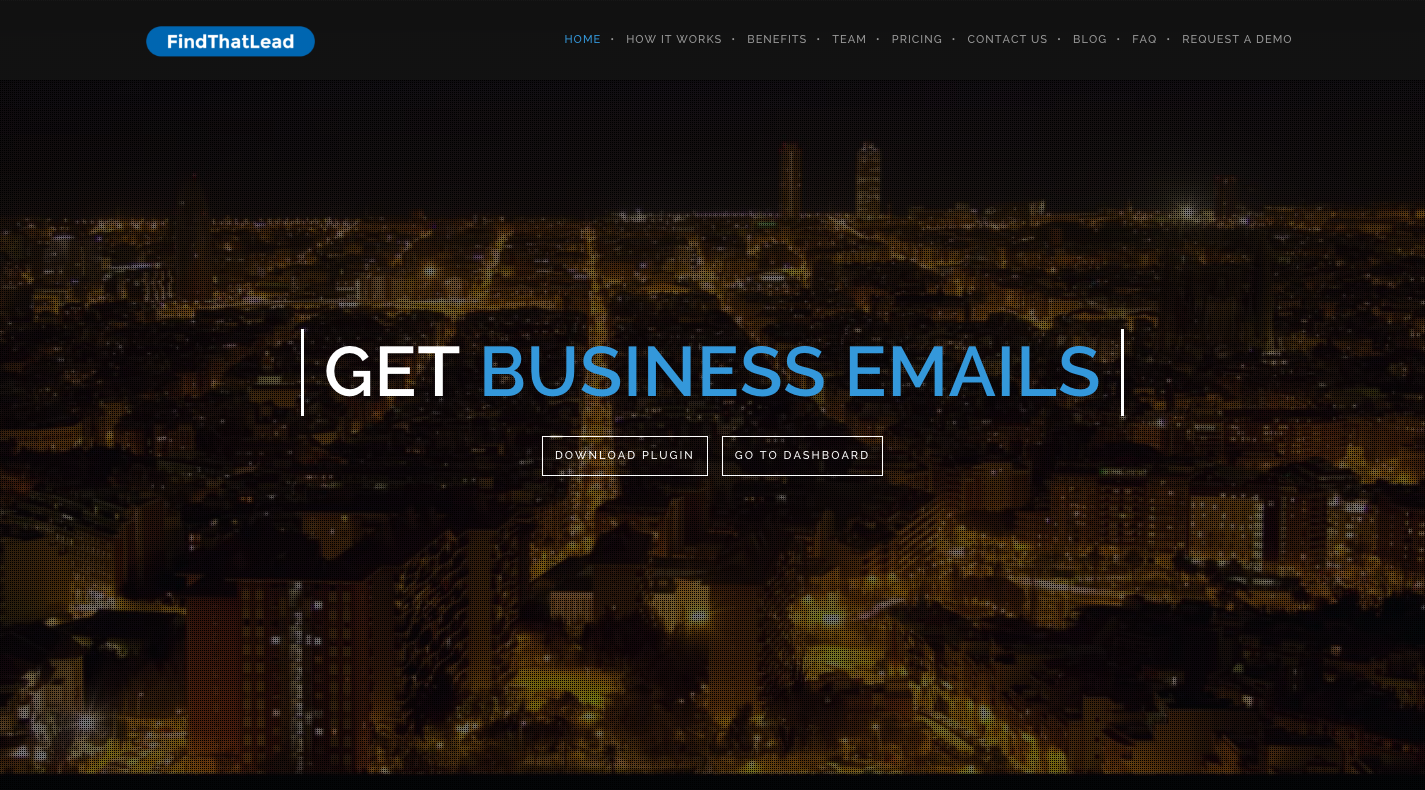 FindThatLead
HOME • HOW IT WORKS • BENEFITS • TEAM • PRICING • CONTACT US • BLOG • FAQ • REQUEST A DEMO
GET BUSINESS EMAILS
DOWNLOAD PLUGIN
GO TO DASHBOARD